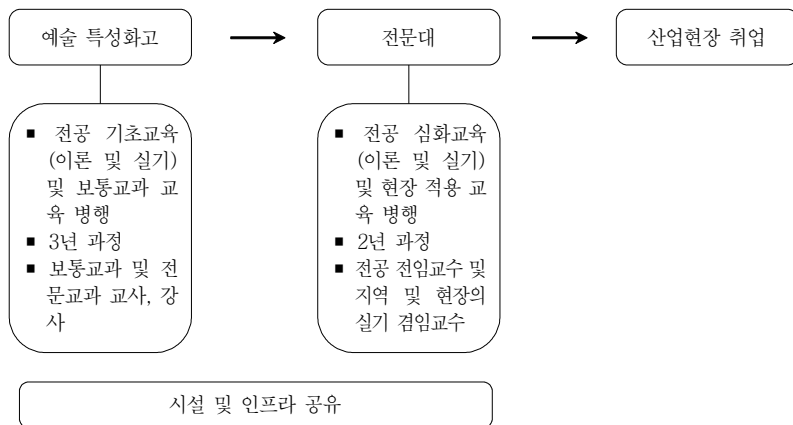 예술 특성화고
전문대
산업현장 취업
■ 전공 기초교육
(이론 및 실기)
및 보통교과 교
육 병행
■ 3년 과정
■ 보통교과 및 전
문교과 교사, 강
사
■ 전공 심화교육
(이론 및 실기)
및 현장 적용 교
육 병행
■ 2년 과정
■ 전공 전임교수 및
지역 및 현장의
실기 겸임교수
시설 및 인프라 공유